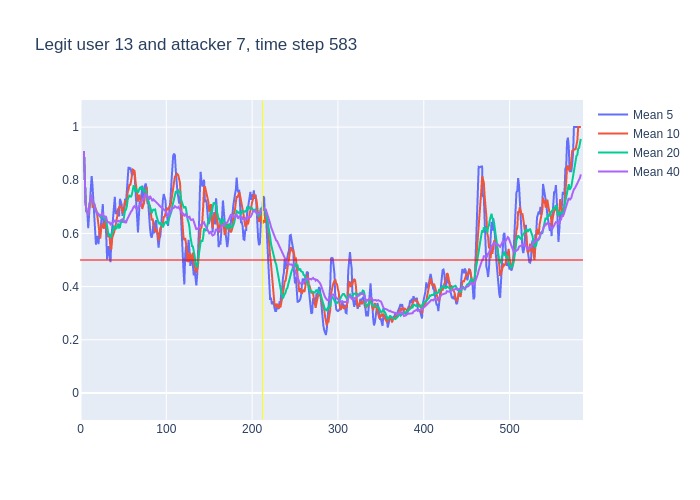 Legit user 13 and attacker 7, time step 583
Mean 5
Mean 10
Mean 20
Mean 40
1
0.8
0.6
0.4
0.2
0
0 100 200 300 400 500